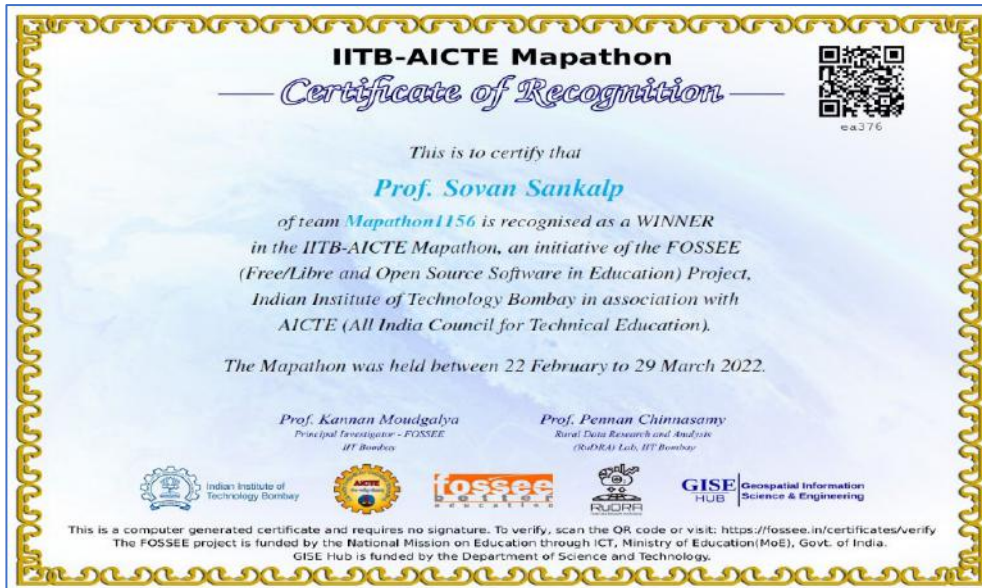 IITB-AICTE Mapathon
Certificate of Recognition
ea376
This is to certify that
Prof. Sovan Sankalp
of team Mapathon1156 is recognised as a WINNER
in the IITB-AICTE Mapathon, an initiative of the FOSSEE
(Free/Libre and Open Source Software in Education) Project,
Indian Institute of Technology Bombay in association with
AICTE (All India Council for Technical Education).
The Mapathon was held between 22 February to 29 March 2022.
Prof. Kannan Moudgalya
Principal Investigator - FOSSEE
IIT Bombay
Prof. Pennan Chinnasamy
Rural Data Research and Analysis
(RuDRA) Lab, IIT Bombay
Indian Institute of
Technology Bombay
AICTE
fossee
better
education
RuDRA
GISE
HUB
Geospatial Information
Science & Engineering
This is a computer generated certificate and requires no signature. To verify, scan the QR code or visit: https://fossee.in/certificates/verify
The FOSSEE project is funded by the National Mission on Education through ICT, Ministry of Education(MoE), Govt. of India.
GISE Hub is funded by the Department of Science and Technology.